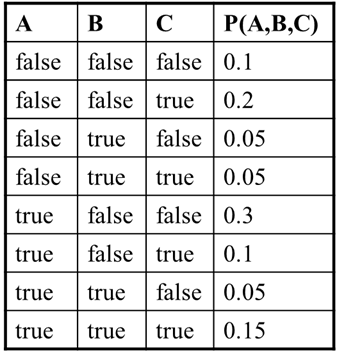 A B C P(A,B,C)
false false false 0.1
false false true 0.2
false true false 0.05
false true true 0.05
true false false 0.3
true false true 0.1
true true false 0.05
true true true 0.15